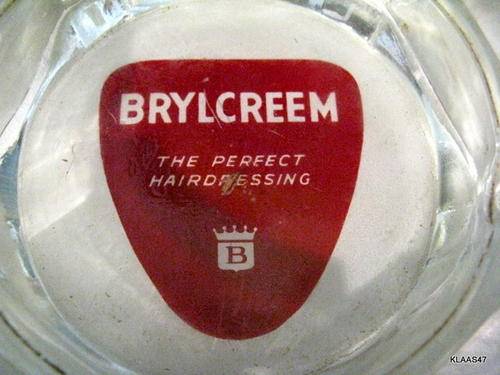 BRYLCREEM
THE PERFECT
HAIRDRESSING
B
KLAAS47